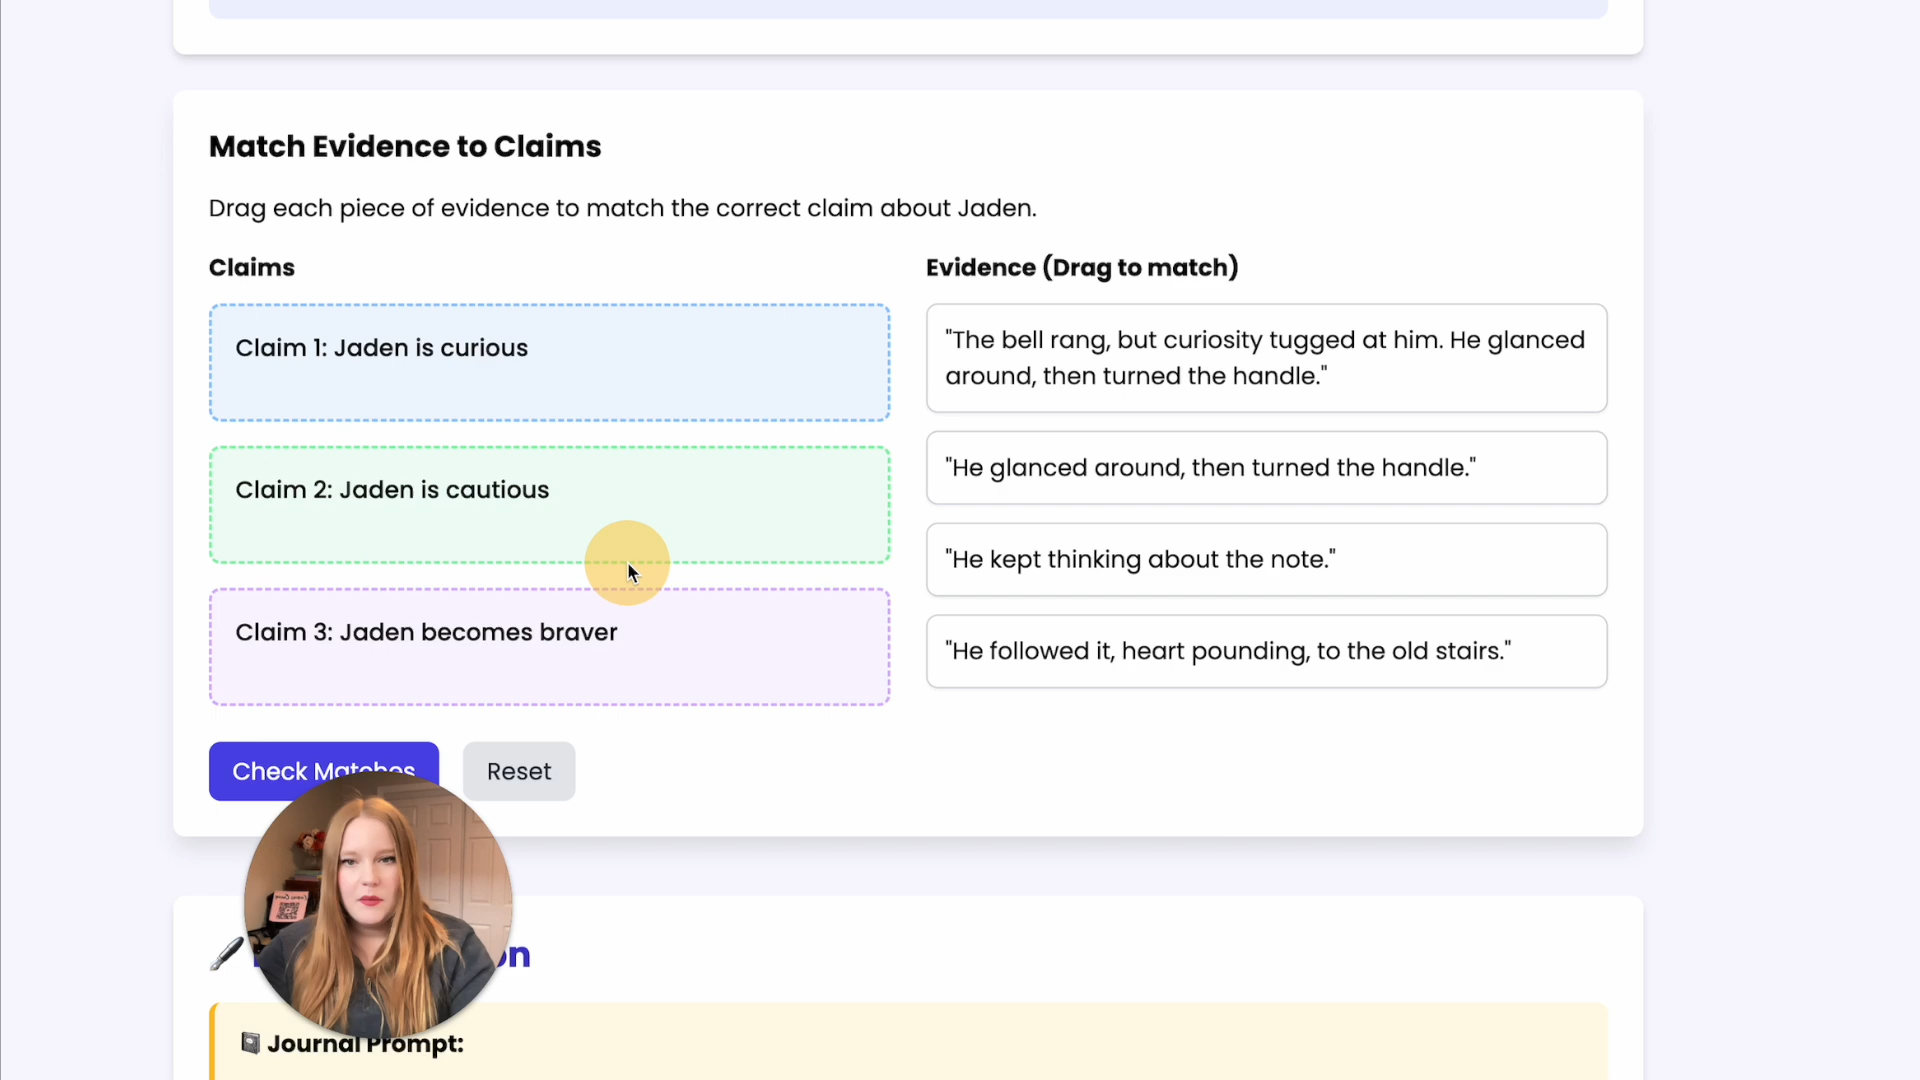 Match Evidence to Claims
Drag each piece of evidence to match the correct claim about Jaden.
Claims
Claim 1: Jaden is curious
Claim 2: Jaden is cautious
Claim 3: Jaden becomes braver
Evidence (Drag to match)
"The bell rang, but curiosity tugged at him. He glanced
around, then turned the handle."
"He glanced around, then turned the handle."
"He kept thinking about the note."
"He followed it, heart pounding, to the old stairs."
Check Matches
Reset
Journal Prompt: